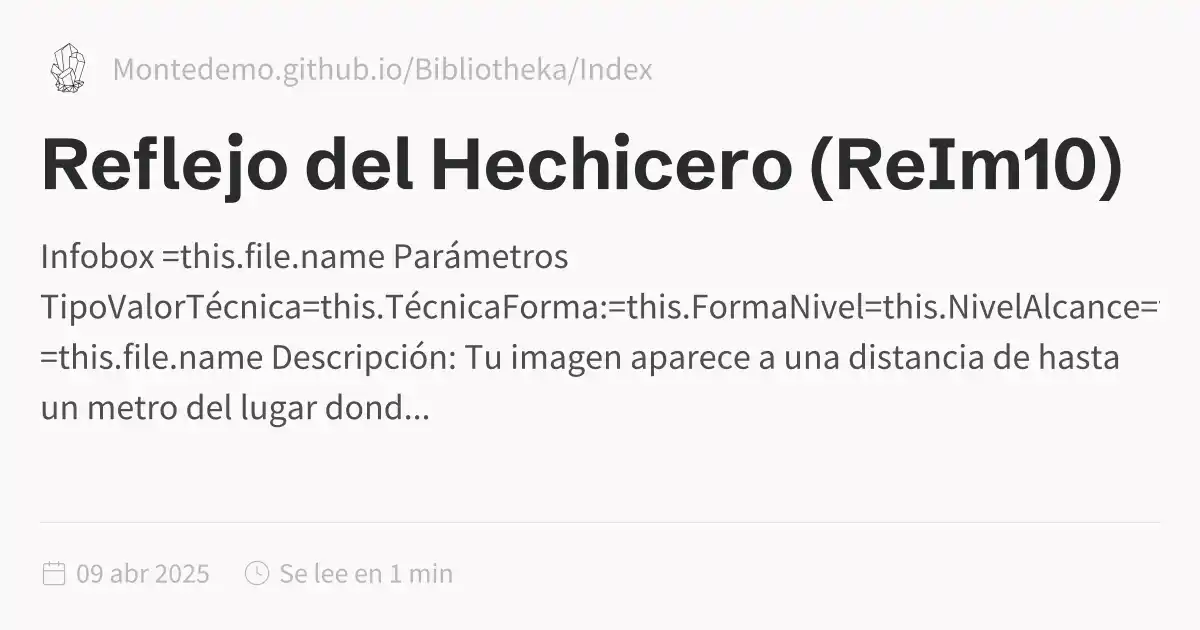 Montedemo.github.io/Bibliotheka/Index
Reflejo del Hechicero (ReIm10)
Infobox =this.file.name Parámetros
TipoValorTécnica=this.TécnicaForma:=this.FormaNivel=this.NivelAlcance=
=this.file.name Descripción: Tu imagen aparece a una distancia de hasta
un metro del lugar dond...
09 abr 2025 Se lee en 1 min